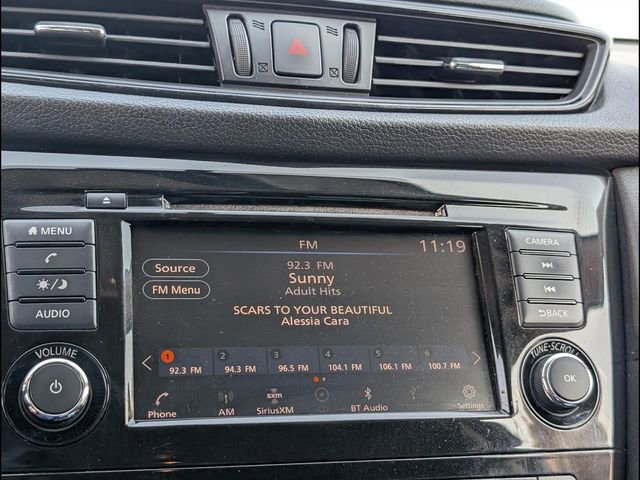 MENU
AUDIO
VOLUME
CAMERA
BACK
TUNE·SCROLL
OK
FM
11:19
Source
FM Menu
92.3 FM
Sunny
Adult Hits
SCARS TO YOUR BEAUTIFUL
Alessia Cara
1 2 3 4 5 6
92.3 FM 94.3 FM 96.5 FM 104.1 FM 106.1 FM 100.7 FM
Phone AM SiriusXM BT Audio Settings